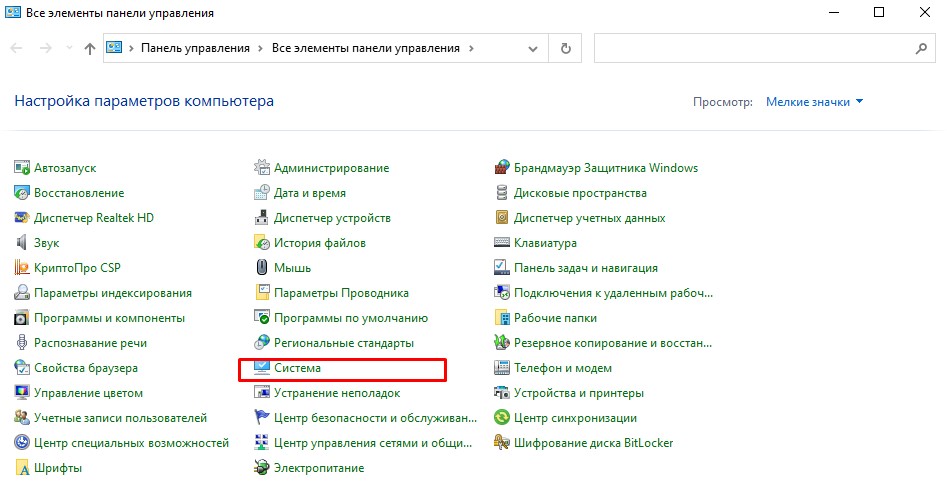 Все элементы панели управления
Панель управления
Все элементы панели управления
Настройка параметров компьютера
Просмотр: Мелкие значки
Автозапуск
Администрирование
Брандмауэр Защитника Windows
Восстановление
Дата и время
Дисковые пространства
Диспетчер Realtek HD
Диспетчер устройств
Диспетчер учетных данных
Звук
История файлов
Клавиатура
КриптоПро CSP
Мышь
Панель задач и навигация
Параметры индексирования
Параметры Проводника
Подключения к удаленным рабоч...
Программы и компоненты
Программы по умолчанию
Рабочие папки
Распознавание речи
Региональные стандарты
Резервное копирование и восстан...
Свойства браузера
Система
Телефон и модем
Управление цветом
Устранение неполадок
Устройства и принтеры
Учетные записи пользователей
Центр безопасности и обслуживан...
Центр синхронизации
Центр специальных возможностей
Центр управления сетями и общи...
Шифрование диска BitLocker
Шрифты
Электропитание